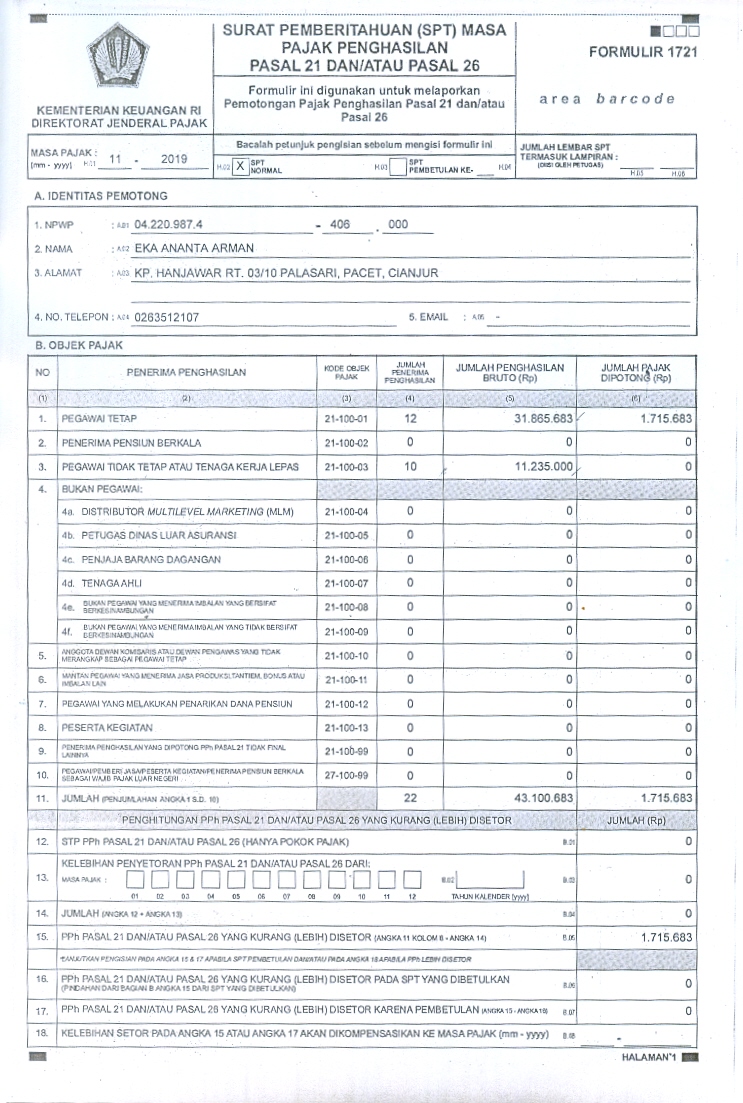 KEMENTERIAN KEUANGAN RI
DIREKTORAT JENDERAL PAJAK
SURAT PEMBERITAHUAN (SPT) MASA
PAJAK PENGHASILAN
PASAL 21 DAN/ATAU PASAL 26
Formulir ini digunakan untuk melaporkan
Pemotongan Pajak Penghasilan Pasal 21 dan/atau
Pasal 26
FORMULIR 1721
area barcode
MASA PAJAK :
[mm - yyyy] H.01 11 - 2019
Bacalah petunjuk pengisian sebelum mengisi formulir ini
H.02 X SPT NORMAL H.03 SPT PEMBETULAN KE- H.04
JUMLAH LEMBAR SPT
TERMASUK LAMPIRAN :
(DIISI OLEH PETUGAS) H.05 H.06
A. IDENTITAS PEMOTONG
1. NPWP : A.01 04.220.987.4 - 406 . 000
2. NAMA : A.02 EKA ANANTA ARMAN
3. ALAMAT : A.03 KP. HANJAWAR RT. 03/10 PALASARI, PACET, CIANJUR
4. NO. TELEPON : A.04 0263512107 5. EMAIL : A.05 -
B. OBJEK PAJAK
NO PENERIMA PENGHASILAN KODE OBJEK PAJAK JUMLAH PENERIMA PENGHASILAN JUMLAH PENGHASILAN BRUTO (Rp) JUMLAH PAJAK DIPOTONG (Rp)
(1) (2) (3) (4) (5) (6)
1. PEGAWAI TETAP 21-100-01 12 31.865.683 1.715.683
2. PENERIMA PENSIUN BERKALA 21-100-02 0 0 0
3. PEGAWAI TIDAK TETAP ATAU TENAGA KERJA LEPAS 21-100-03 10 11.235.000 0
4. BUKAN PEGAWAI:
4a. DISTRIBUTOR MULTILEVEL MARKETING (MLM) 21-100-04 0 0 0
4b. PETUGAS DINAS LUAR ASURANSI 21-100-05 0 0 0
4c. PENJAJA BARANG DAGANGAN 21-100-06 0 0 0
4d. TENAGA AHLI 21-100-07 0 0 0
4e. BUKAN PEGAWAI YANG MENERIMA IMBALAN YANG BERSIFAT BERKESINAMBUNGAN 21-100-08 0 0 0
4f. BUKAN PEGAWAI YANG MENERIMA IMBALAN YANG TIDAK BERSIFAT BERKESINAMBUNGAN 21-100-09 0 0 0
5. ANGGOTA DEWAN KOMISARIS ATAU DEWAN PENGAWAS YANG TIDAK MERANGKAP SEBAGAI PEGAWAI TETAP 21-100-10 0 0 0
6. MANTAN PEGAWAI YANG MENERIMA JASA PRODUKSI, TANTIEM, BONUS ATAU IMBALAN LAIN 21-100-11 0 0 0
7. PEGAWAI YANG MELAKUKAN PENARIKAN DANA PENSIUN 21-100-12 0 0 0
8. PESERTA KEGIATAN 21-100-13 0 0 0
9. PENERIMA PENGHASILAN YANG DIPOTONG PPh PASAL 21 TIDAK FINAL LAINNYA 21-100-99 0 0 0
10. PEGAWAI/PEMBERI JASA/PESERTA KEGIATAN/PENERIMA PENSIUN BERKALA SEBAGAI WAJIB PAJAK LUAR NEGERI 27-100-99 0 0 0
11. JUMLAH (PENJUMLAHAN ANGKA 1 S.D. 10) 22 43.100.683 1.715.683
PENGHITUNGAN PPh PASAL 21 DAN/ATAU PASAL 26 YANG KURANG (LEBIH) DISETOR JUMLAH (Rp)
12. STP PPh PASAL 21 DAN/ATAU PASAL 26 (HANYA POKOK PAJAK) B.01 0
13. KELEBIHAN PENYETORAN PPh PASAL 21 DAN/ATAU PASAL 26 DARI:
MASA PAJAK : B.02 B.03 0
01 02 03 04 05 06 07 08 09 10 11 12 TAHUN KALENDER [yyyy]
14. JUMLAH (ANGKA 12 + ANGKA 13) B.04 0
15. PPh PASAL 21 DAN/ATAU PASAL 26 YANG KURANG (LEBIH) DISETOR (ANGKA 11 KOLOM 6 - ANGKA 14) B.05 1.715.683
LANJUTKAN PENGISIAN PADA ANGKA 16 & 17 APABILA SPT PEMBETULAN DAN/ATAU PADA ANGKA 18 APABILA PPh LEBIH DISETOR
16. PPh PASAL 21 DAN/ATAU PASAL 26 YANG KURANG (LEBIH) DISETOR PADA SPT YANG DIBETULKAN
(PINDAHAN DARI BAGIAN B ANGKA 15 DARI SPT YANG DIBETULKAN) B.06 0
17. PPh PASAL 21 DAN/ATAU PASAL 26 YANG KURANG (LEBIH) DISETOR KARENA PEMBETULAN (ANGKA 15 - ANGKA 16) B.07 0
18. KELEBIHAN SETOR PADA ANGKA 15 ATAU ANGKA 17 AKAN DIKOMPENSASIKAN KE MASA PAJAK (mm - yyyy) B.08 -
HALAMAN 1